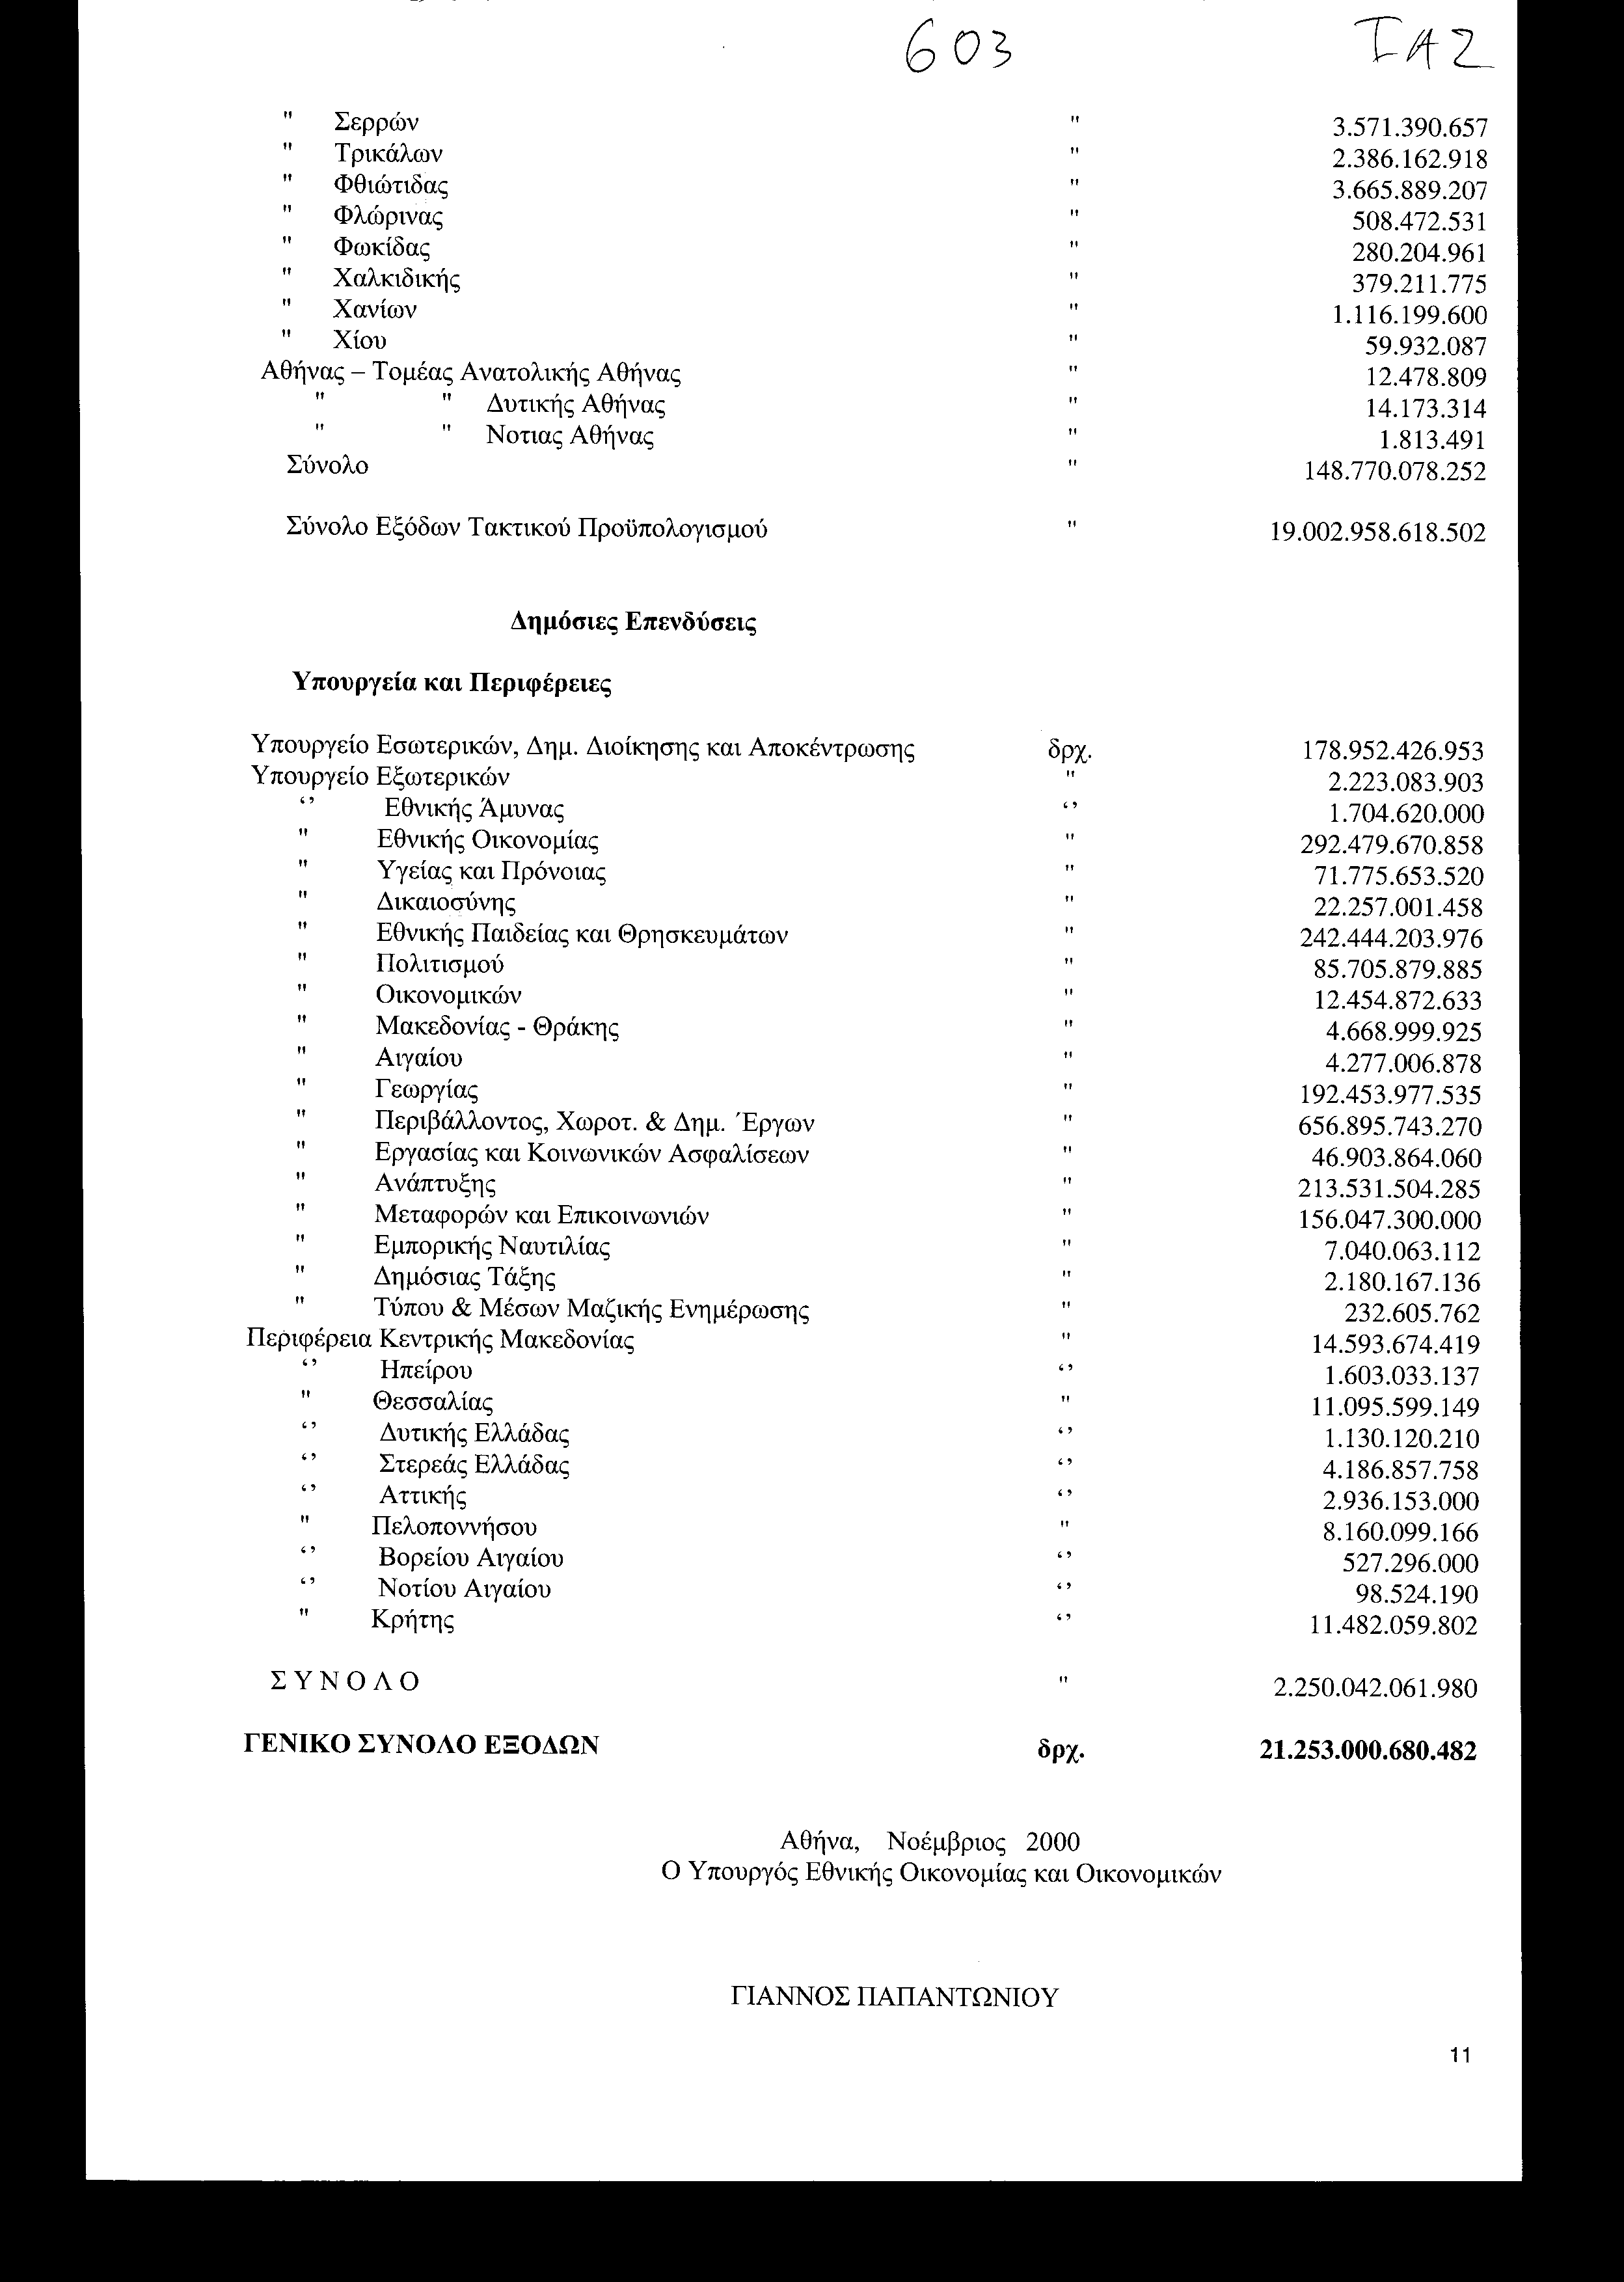 603 ΤΑ2
" Σερρών " 3.571.390.657
" Τρικάλων " 2.386.162.918
" Φθιώτιδας " 3.665.889.207
" Φλώρινας " 508.472.531
" Φωκίδας " 280.204.961
" Χαλκιδικής " 379.211.775
" Χανίων " 1.116.199.600
" Χίου " 59.932.087
Αθήνας – Τομέας Ανατολικής Αθήνας " 12.478.809
" " Δυτικής Αθήνας " 14.173.314
" " Νοτιας Αθήνας " 1.813.491
Σύνολο " 148.770.078.252
Σύνολο Εξόδων Τακτικού Προϋπολογισμού " 19.002.958.618.502
Δημόσιες Επενδύσεις
Υπουργεία και Περιφέρειες
Υπουργείο Εσωτερικών, Δημ. Διοίκησης και Αποκέντρωσης δρχ. 178.952.426.953
Υπουργείο Εξωτερικών " 2.223.083.903
‘’ Εθνικής Άμυνας ‘’ 1.704.620.000
" Εθνικής Οικονομίας " 292.479.670.858
" Υγείας και Πρόνοιας " 71.775.653.520
" Δικαιοσύνης " 22.257.001.458
" Εθνικής Παιδείας και Θρησκευμάτων " 242.444.203.976
" Πολιτισμού " 85.705.879.885
" Οικονομικών " 12.454.872.633
" Μακεδονίας - Θράκης " 4.668.999.925
" Αιγαίου " 4.277.006.878
" Γεωργίας " 192.453.977.535
" Περιβάλλοντος, Χωροτ. & Δημ. Έργων " 656.895.743.270
" Εργασίας και Κοινωνικών Ασφαλίσεων " 46.903.864.060
" Ανάπτυξης " 213.531.504.285
" Μεταφορών και Επικοινωνιών " 156.047.300.000
" Εμπορικής Ναυτιλίας " 7.040.063.112
" Δημόσιας Τάξης " 2.180.167.136
" Τύπου & Μέσων Μαζικής Ενημέρωσης " 232.605.762
Περιφέρεια Κεντρικής Μακεδονίας " 14.593.674.419
‘’ Ηπείρου ‘’ 1.603.033.137
" Θεσσαλίας " 11.095.599.149
‘’ Δυτικής Ελλάδας ‘’ 1.130.120.210
‘’ Στερεάς Ελλάδας ‘’ 4.186.857.758
‘’ Αττικής ‘’ 2.936.153.000
" Πελοποννήσου " 8.160.099.166
‘’ Βορείου Αιγαίου ‘’ 527.296.000
‘’ Νοτίου Αιγαίου ‘’ 98.524.190
" Κρήτης ‘’ 11.482.059.802
Σ Υ Ν Ο Λ Ο " 2.250.042.061.980
ΓΕΝΙΚΟ ΣΥΝΟΛΟ ΕΞΟΔΩΝ δρχ. 21.253.000.680.482
Αθήνα, Νοέμβριος 2000
Ο Υπουργός Εθνικής Οικονομίας και Οικονομικών
ΓΙΑΝΝΟΣ ΠΑΠΑΝΤΩΝΙΟΥ
11